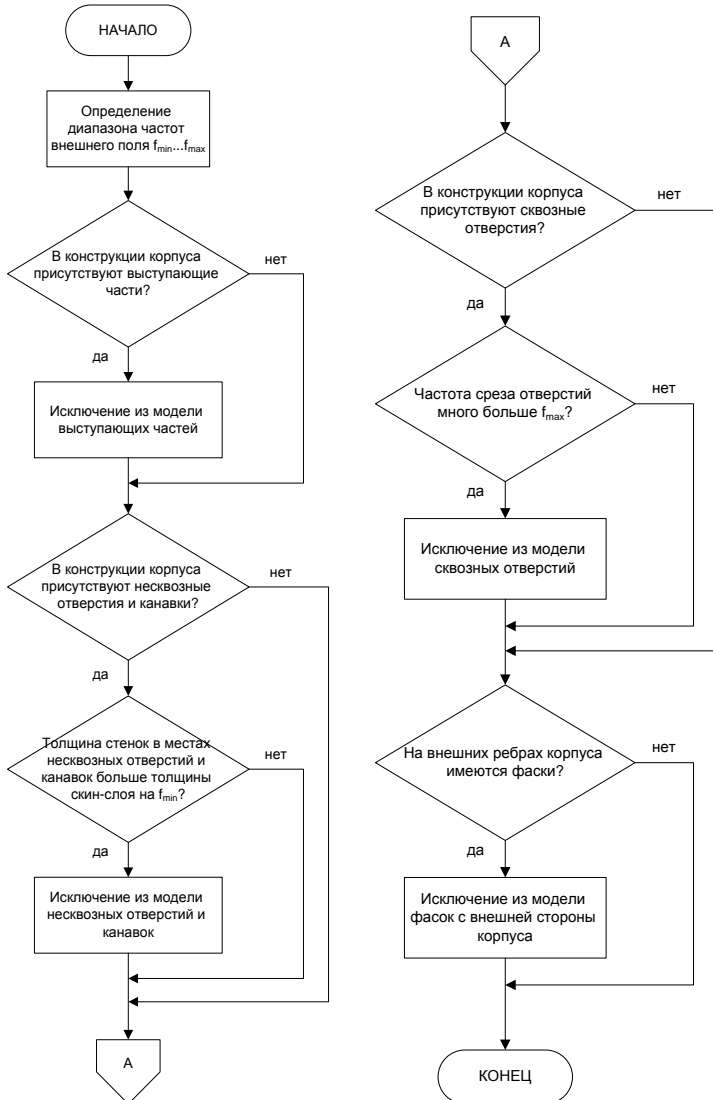 НАЧАЛО
Определение
диапазона частот
внешнего поля fmin...fmax
В конструкции корпуса
присутствуют выступающие
части?
нет
да
Исключение из модели
выступающих частей
В конструкции корпуса
присутствуют несквозные
отверстия и канавки?
нет
да
Толщина стенок в местах
несквозных отверстий и
канавок больше толщины
скин-слоя на fmin?
нет
да
Исключение из модели
несквозных отверстий и
канавок
А
А
В конструкции корпуса
присутствуют сквозные
отверстия?
нет
да
Частота среза отверстий
много больше fmax?
нет
да
Исключение из модели
сквозных отверстий
На внешних ребрах корпуса
имеются фаски?
нет
да
Исключение из модели
фасок с внешней стороны
корпуса
КОНЕЦ